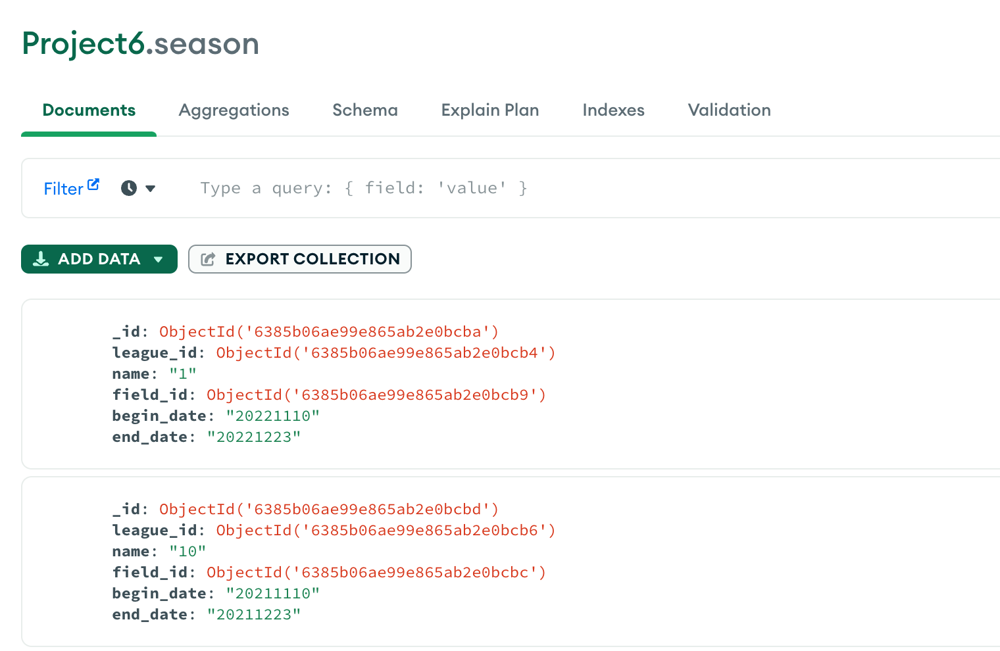 Project6.season
Documents Aggregations Schema Explain Plan Indexes Validation
Filter Type a query: { field: 'value' }
ADD DATA EXPORT COLLECTION
_id: ObjectId('6385b06ae99e865ab2e0bcba')
league_id: ObjectId('6385b06ae99e865ab2e0bcb4')
name: "1"
field_id: ObjectId('6385b06ae99e865ab2e0bcb9')
begin_date: "20221110"
end_date: "20221223"
_id: ObjectId('6385b06ae99e865ab2e0bcbd')
league_id: ObjectId('6385b06ae99e865ab2e0bcb6')
name: "10"
field_id: ObjectId('6385b06ae99e865ab2e0bcbc')
begin_date: "20211110"
end_date: "20211223"